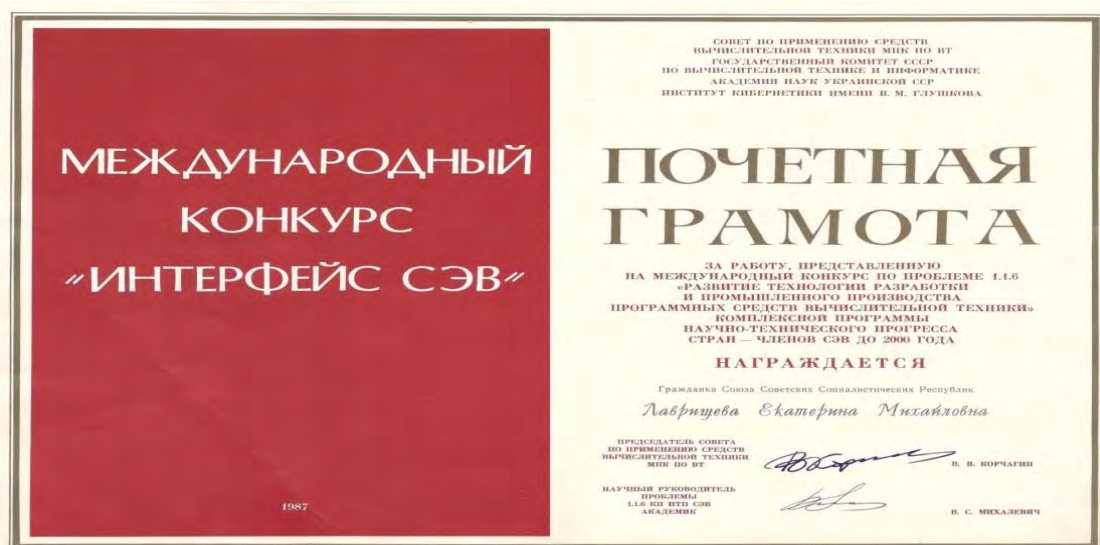 МЕЖДУНАРОДНЫЙ
КОНКУРС
"ИНТЕРФЕЙС СЭВ"
1987
СОВЕТ ПО ПРИМЕНЕНИЮ СРЕДСТВ
ВЫЧИСЛИТЕЛЬНОЙ ТЕХНИКИ МПК ПО ВТ
ГОСУДАРСТВЕННЫЙ КОМИТЕТ СССР
ПО ВЫЧИСЛИТЕЛЬНОЙ ТЕХНИКЕ И ИНФОРМАТИКЕ
АКАДЕМИЯ НАУК УКРАИНСКОЙ ССР
ИНСТИТУТ КИБЕРНЕТИКИ ИМЕНИ В. М. ГЛУШКОВА
ПОЧЕТНАЯ
ГРАМОТА
ЗА РАБОТУ, ПРЕДСТАВЛЕННУЮ
НА МЕЖДУНАРОДНЫЙ КОНКУРС ПО ПРОБЛЕМЕ 1.1.6
«РАЗВИТИЕ ТЕХНОЛОГИИ РАЗРАБОТКИ
И ПРОМЫШЛЕННОГО ПРОИЗВОДСТВА
ПРОГРАММНЫХ СРЕДСТВ ВЫЧИСЛИТЕЛЬНОЙ ТЕХНИКИ»
КОМПЛЕКСНОЙ ПРОГРАММЫ
НАУЧНО-ТЕХНИЧЕСКОГО ПРОГРЕССА
СТРАН — ЧЛЕНОВ СЭВ ДО 2000 ГОДА
НАГРАЖДАЕТСЯ
Гражданка Союза Советских Социалистических Республик
Лаврищева Екатерина Михайловна
ПРЕДСЕДАТЕЛЬ СОВЕТА
ПО ПРИМЕНЕНИЮ СРЕДСТВ
ВЫЧИСЛИТЕЛЬНОЙ ТЕХНИКИ
МПК ПО ВТ
В. В. КОРЧАГИН
НАУЧНЫЙ РУКОВОДИТЕЛЬ
ПРОБЛЕМЫ
1.1.6 КП НТП СЭВ
АКАДЕМИК
В. С. МИХАЛЕВИЧ